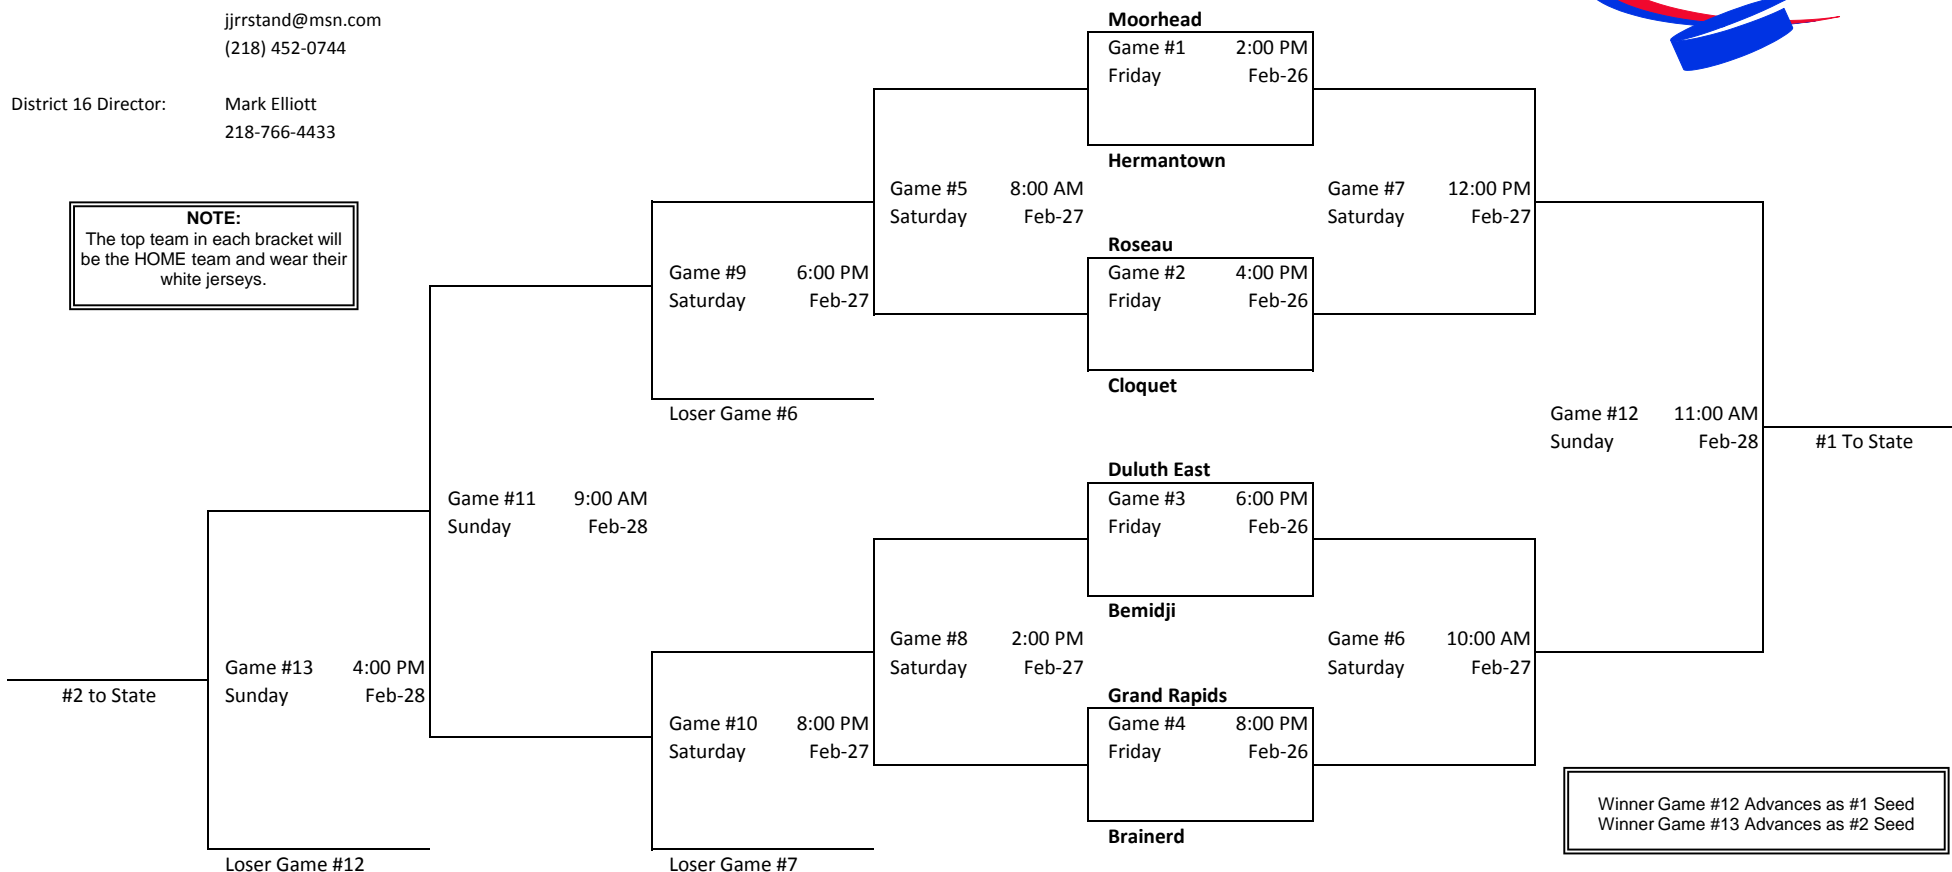 jjrrstand@msn.com
(218) 452-0744
District 16 Director: Mark Elliott
218-766-4433
NOTE:
The top team in each bracket will
be the HOME team and wear their
white jerseys.
Moorhead
Game #1 2:00 PM
Friday Feb-26
Hermantown
Game #5 8:00 AM
Saturday Feb-27
Game #7 12:00 PM
Saturday Feb-27
Roseau
Game #9 6:00 PM
Saturday Feb-27
Game #2 4:00 PM
Friday Feb-26
Cloquet
Loser Game #6
Game #12 11:00 AM
Sunday Feb-28
#1 To State
Duluth East
Game #11 9:00 AM
Sunday Feb-28
Game #3 6:00 PM
Friday Feb-26
Bemidji
Game #8 2:00 PM
Saturday Feb-27
Game #6 10:00 AM
Saturday Feb-27
Game #13 4:00 PM
Sunday Feb-28
#2 to State
Grand Rapids
Game #10 8:00 PM
Saturday Feb-27
Game #4 8:00 PM
Friday Feb-26
Brainerd
Winner Game #12 Advances as #1 Seed
Winner Game #13 Advances as #2 Seed
Loser Game #12
Loser Game #7